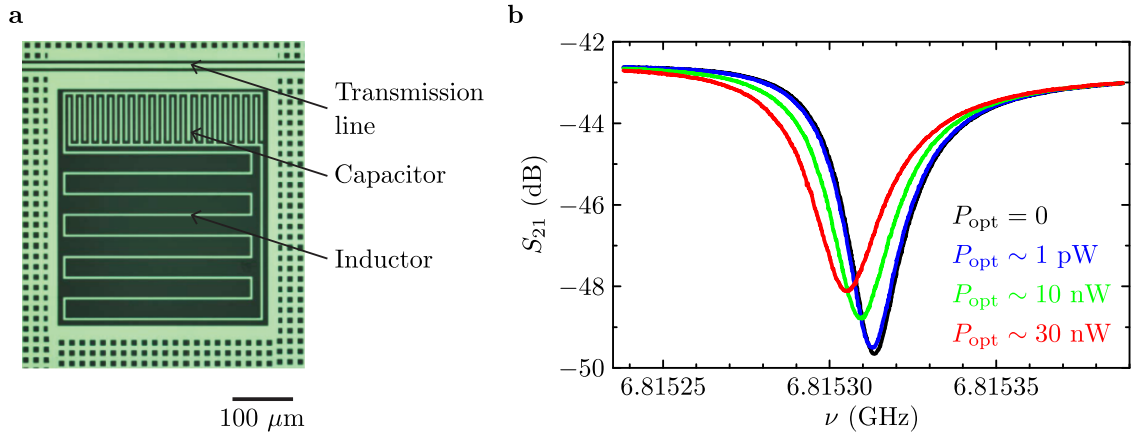 a
Transmission
line
Capacitor
Inductor
100 μm
b
−42
−44
−46
−48
−50
S21 (dB)
Popt = 0
Popt ∼ 1 pW
Popt ∼ 10 nW
Popt ∼ 30 nW
6.81525 6.81530 6.81535
ν (GHz)